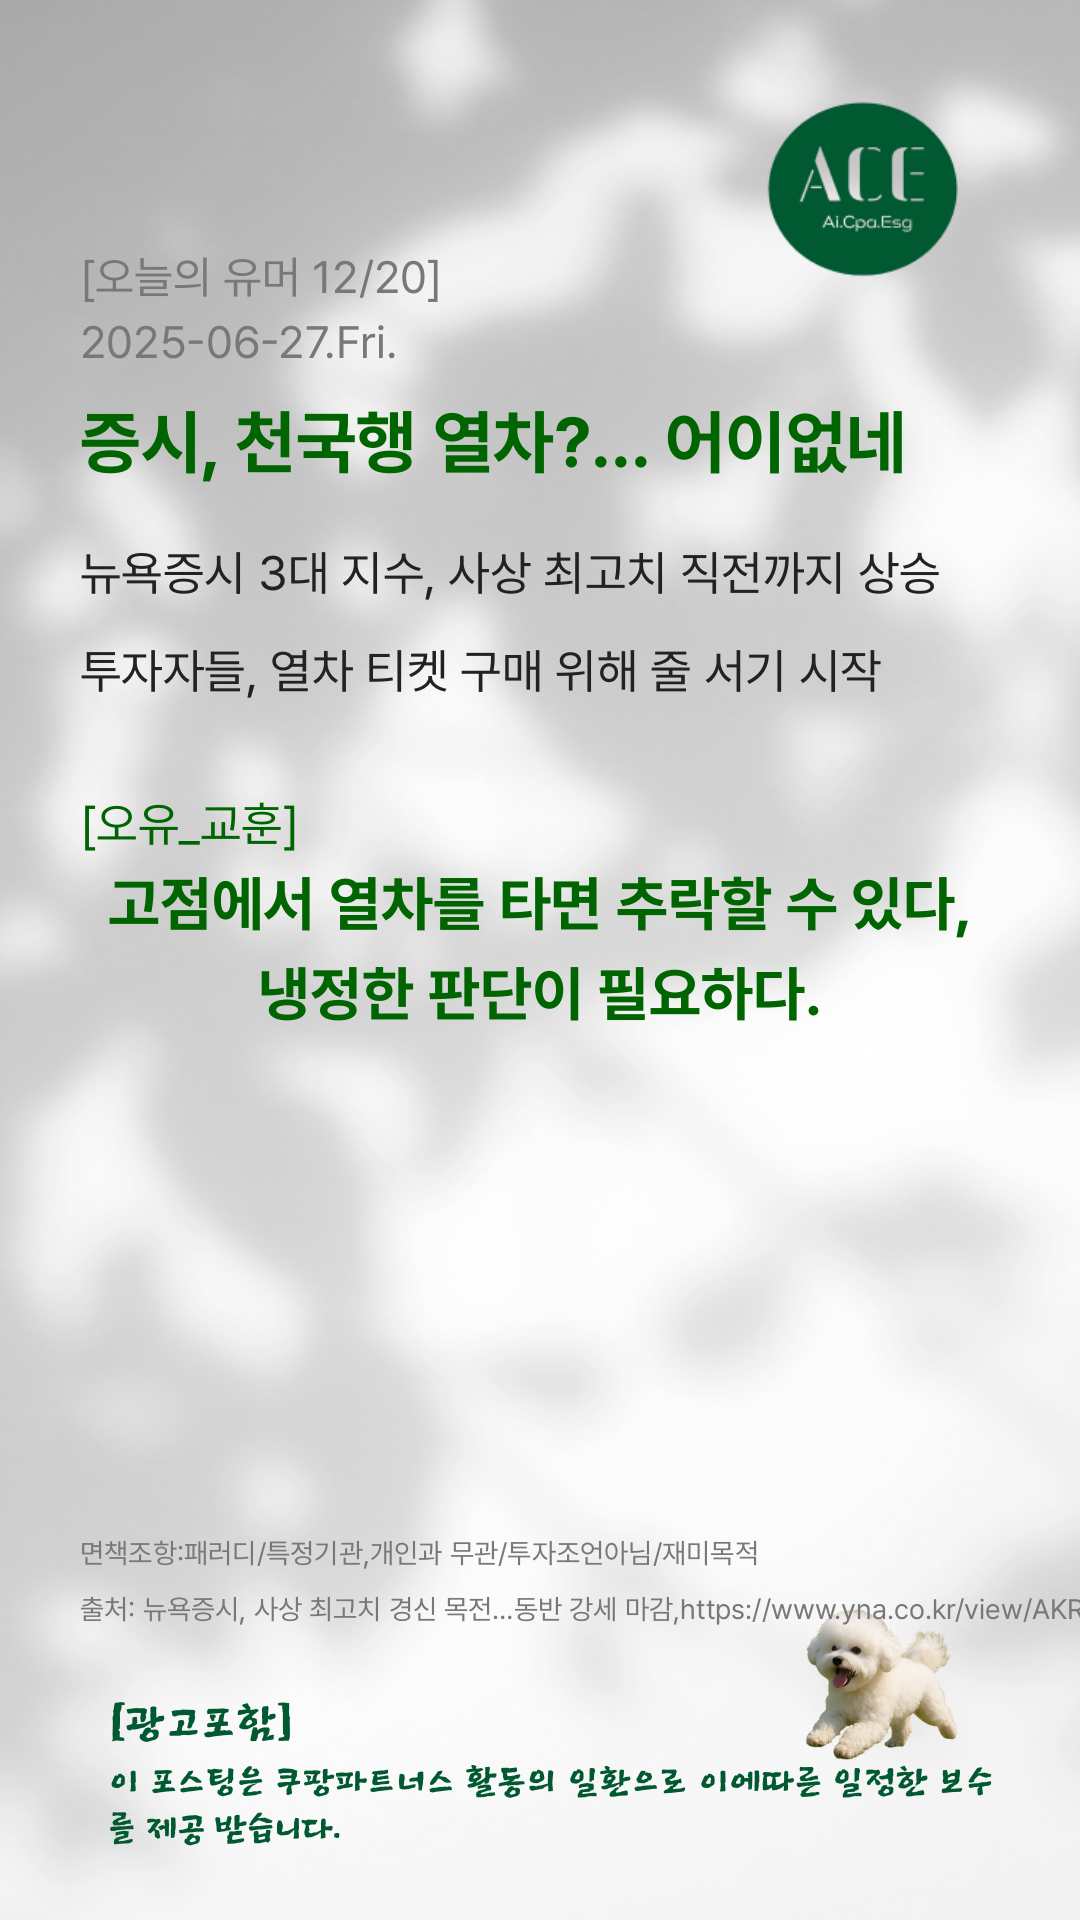 ACE
Ai.Cpa.Esg
[오늘의 유머 12/20]
2025-06-27.Fri.
증시, 천국행 열차?... 어이없네
뉴욕증시 3대 지수, 사상 최고치 직전까지 상승
투자자들, 열차 티켓 구매 위해 줄 서기 시작
[오유_교훈]
고점에서 열차를 타면 추락할 수 있다,
냉정한 판단이 필요하다.
면책조항:패러디/특정기관,개인과 무관/투자조언아님/재미목적
출처: 뉴욕증시, 사상 최고치 경신 목전…동반 강세 마감,https://www.yna.co.kr/view/AKR
[광고포함]
이 포스팅은 쿠팡파트너스 활동의 일환으로 이에따른 일정한 보수
를 제공 받습니다.